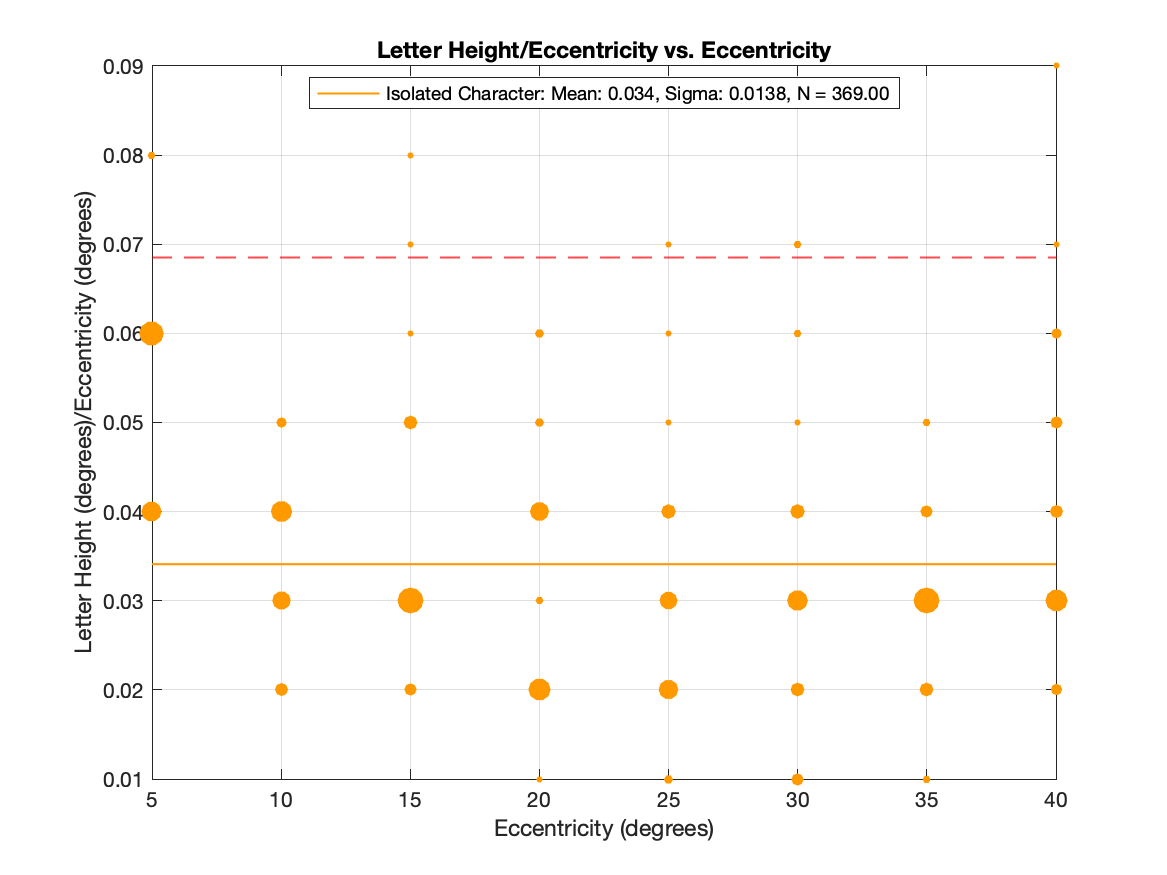 Letter Height/Eccentricity vs. Eccentricity
Isolated Character: Mean: 0.034, Sigma: 0.0138, N = 369.00
Letter Height (degrees)/Eccentricity (degrees)
0.09
0.08
0.07
0.06
0.05
0.04
0.03
0.02
0.01
5 10 15 20 25 30 35 40
Eccentricity (degrees)